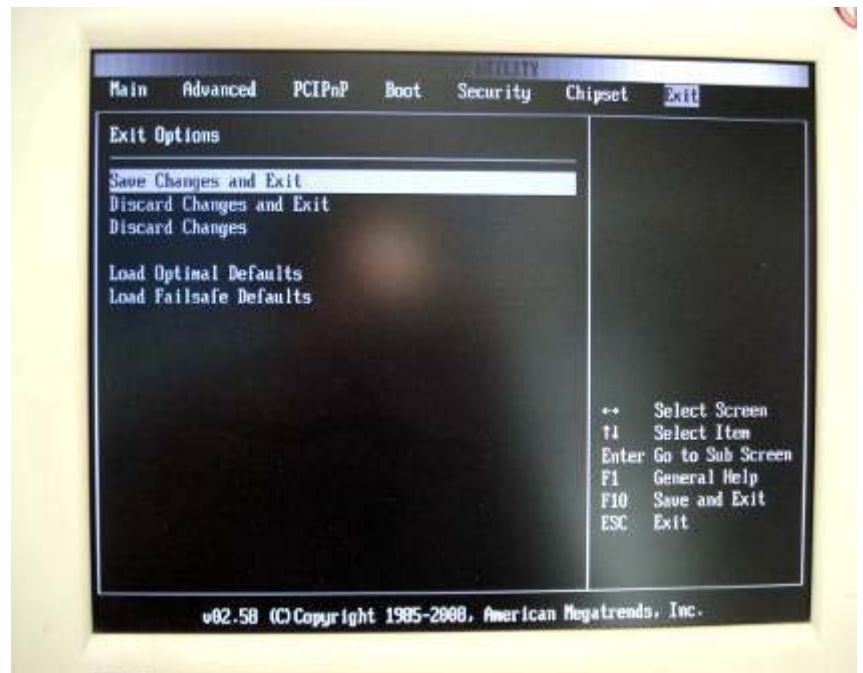 UTILITY
Main Advanced PCIPnP Boot Security Chipset Exit
Exit Options
Save Changes and Exit
Discard Changes and Exit
Discard Changes
Load Optimal Defaults
Load Failsafe Defaults
↔ Select Screen
↑↓ Select Item
Enter Go to Sub Screen
F1 General Help
F10 Save and Exit
ESC Exit
v02.58 (C)Copyright 1985-2008, American Megatrends, Inc.